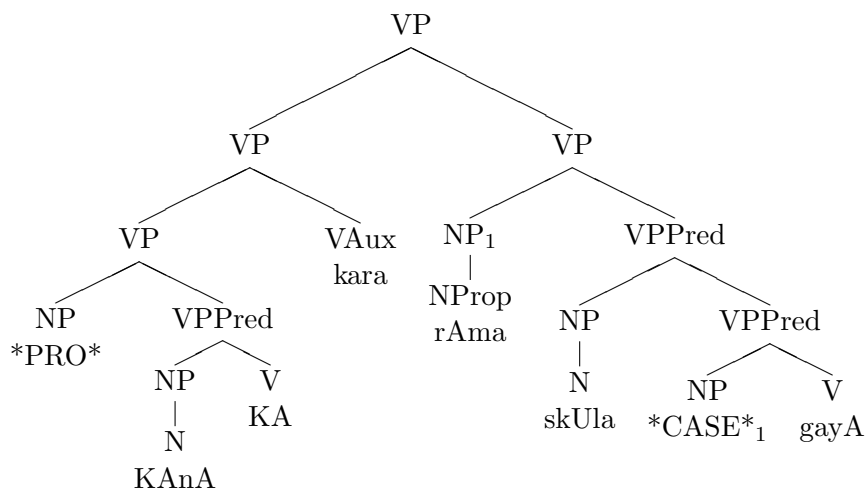 VP
VP VP
VP VAux NP₁ VPPred
kara
NProp
rAma
NP VPPred NP VPPred
*PRO*
NP V N NP V
KA skUla *CASE*₁ gayA
N
KAnA